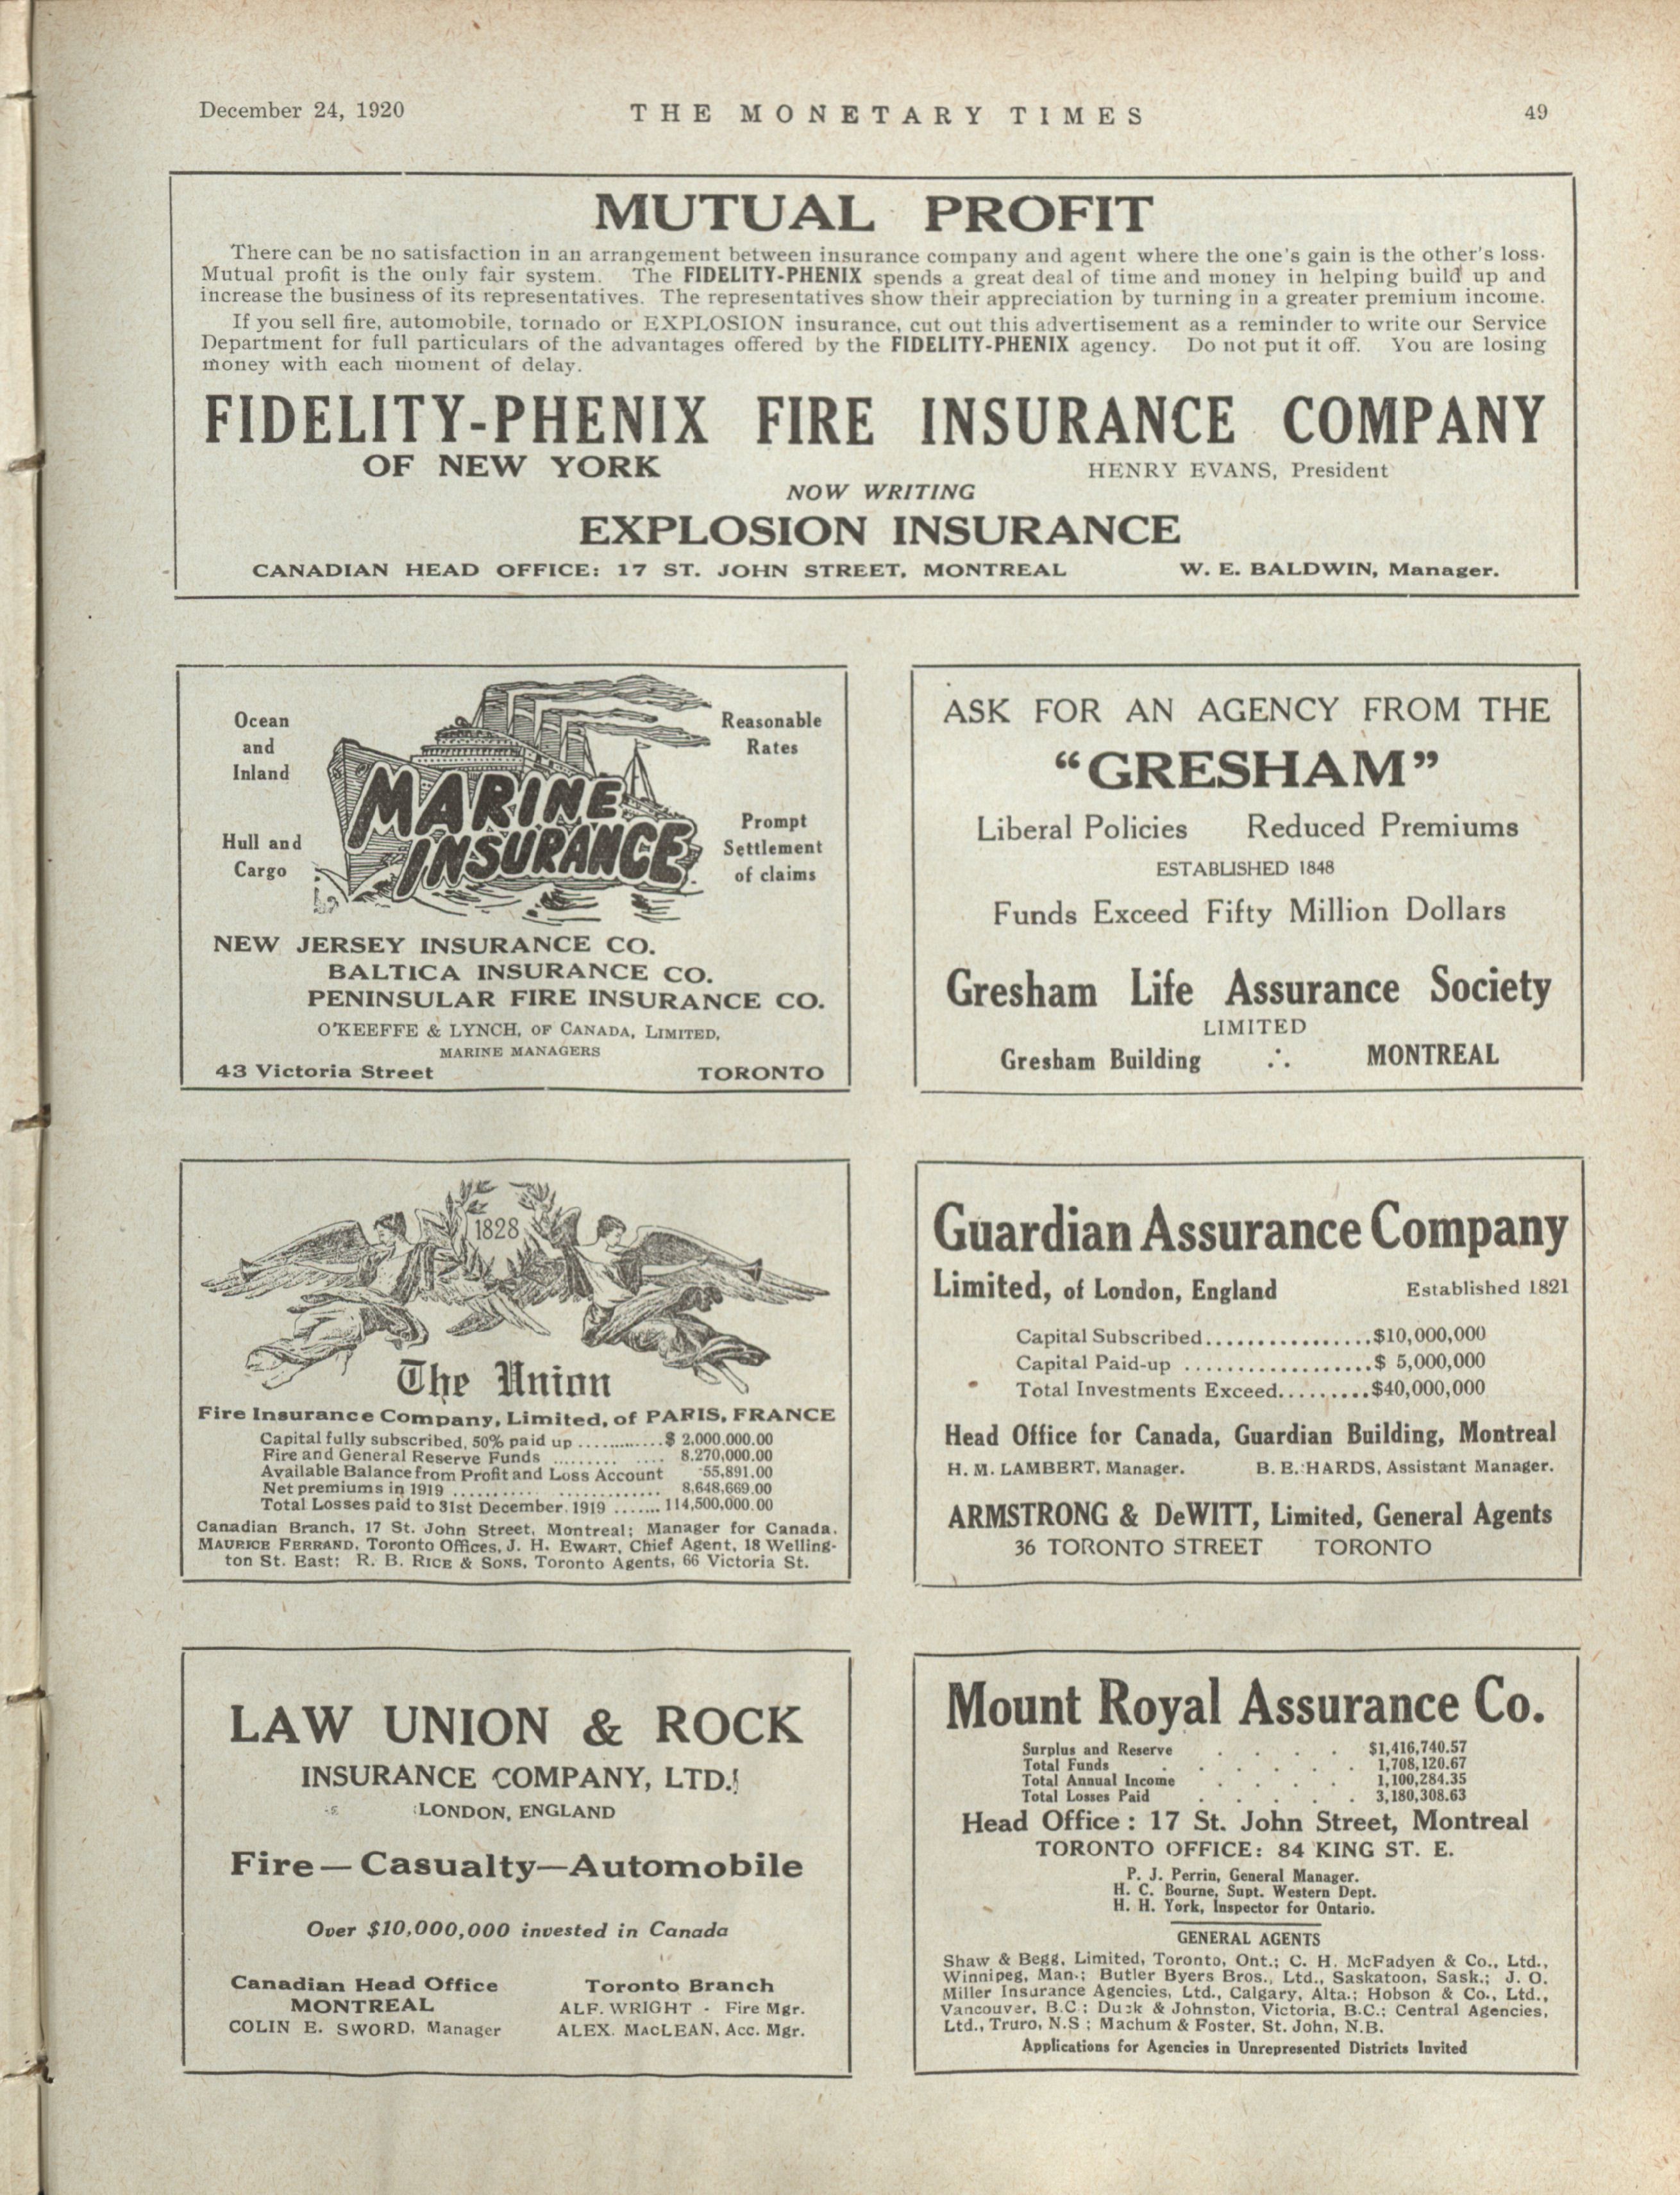 December 24, 1920
THE MONETARY TIMES
49
MUTUAL PROFIT
There can be no satisfaction in an arrangement between insurance company and agent where the one's gain is the other's loss.
Mutual profit is the only fair system. The FIDELITY-PHENIX spends a great deal of time and money in helping build up and
increase the business of its representatives. The representatives show their appreciation by turning in a greater premium income.
If you sell fire, automobile, tornado or EXPLOSION insurance, cut out this advertisement as a reminder to write our Service
Department for full particulars of the advantages offered by the FIDELITY-PHENIX agency. Do not put it off. You are losing
money with each moment of delay.
FIDELITY-PHENIX FIRE INSURANCE COMPANY
OF NEW YORK
HENRY EVANS, President
NOW WRITING
EXPLOSION INSURANCE
CANADIAN HEAD OFFICE: 17 ST. JOHN STREET, MONTREAL
W. E. BALDWIN, Manager.
Ocean
and
Inland
Hull and
Cargo
MARINE
INSURANCE
Reasonable
Rates
Prompt
Settlement
of claims
NEW JERSEY INSURANCE CO.
BALTICA INSURANCE CO.
PENINSULAR FIRE INSURANCE CO.
O'KEEFFE & LYNCH, OF CANADA, LIMITED,
MARINE MANAGERS
43 Victoria Street
TORONTO
ASK FOR AN AGENCY FROM THE
"GRESHAM"
Liberal Policies Reduced Premiums
ESTABLISHED 1848
Funds Exceed Fifty Million Dollars
Gresham Life Assurance Society
LIMITED
Gresham Building ∴ MONTREAL
1828
The Union
Fire Insurance Company, Limited, of PARIS, FRANCE
Capital fully subscribed, 50% paid up ............. $ 2,000,000.00
Fire and General Reserve Funds ......... .... 8,270,000.00
Available Balance from Profit and Loss Account 55,891.00
Net premiums in 1919 ........... ............. 8,648,669.00
Total Losses paid to 31st December, 1919 ....... 114,500,000.00
Canadian Branch, 17 St. John Street, Montreal; Manager for Canada,
MAURICE FERRAND, Toronto Offices, J. H. EWART, Chief Agent, 18 Welling-
ton St. East; R. B. RICE & SONS, Toronto Agents, 66 Victoria St.
Guardian Assurance Company
Limited, of London, England
Established 1821
Capital Subscribed................$10,000,000
Capital Paid-up ..................$ 5,000,000
Total Investments Exceed.........$40,000,000
Head Office for Canada, Guardian Building, Montreal
H. M. LAMBERT, Manager. B. E. HARDS, Assistant Manager.
ARMSTRONG & DeWITT, Limited, General Agents
36 TORONTO STREET TORONTO
LAW UNION & ROCK
INSURANCE COMPANY, LTD.
LONDON, ENGLAND
Fire—Casualty—Automobile
Over $10,000,000 invested in Canada
Canadian Head Office
MONTREAL
COLIN E. SWORD, Manager
Toronto Branch
ALF. WRIGHT - Fire Mgr.
ALEX. MACLEAN, Acc. Mgr.
Mount Royal Assurance Co.
Surplus and Reserve . . . . $1,416,740.57
Total Funds . . . . . . 1,708,120.67
Total Annual Income . . . . 1,100,284.35
Total Losses Paid . . . . . 3,180,308.63
Head Office : 17 St. John Street, Montreal
TORONTO OFFICE: 84 KING ST. E.
P. J. Perrin, General Manager.
H. C. Bourne, Supt. Western Dept.
H. H. York, Inspector for Ontario.
GENERAL AGENTS
Shaw & Begg, Limited, Toronto, Ont.; C. H. McFadyen & Co., Ltd.,
Winnipeg, Man.; Butler Byers Bros., Ltd., Saskatoon, Sask.; J. O.
Miller Insurance Agencies, Ltd., Calgary, Alta.; Hobson & Co., Ltd.,
Vancouver, B.C.; Duck & Johnston, Victoria, B.C.; Central Agencies,
Ltd., Truro, N.S ; Machum & Foster, St. John, N.B.
Applications for Agencies in Unrepresented Districts Invited